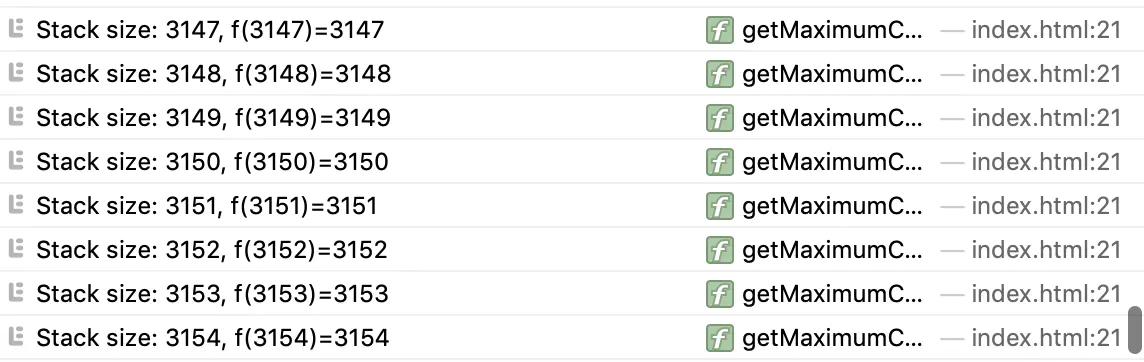 Stack size: 3147, f(3147)=3147 f getMaximumC... — index.html:21
Stack size: 3148, f(3148)=3148 f getMaximumC... — index.html:21
Stack size: 3149, f(3149)=3149 f getMaximumC... — index.html:21
Stack size: 3150, f(3150)=3150 f getMaximumC... — index.html:21
Stack size: 3151, f(3151)=3151 f getMaximumC... — index.html:21
Stack size: 3152, f(3152)=3152 f getMaximumC... — index.html:21
Stack size: 3153, f(3153)=3153 f getMaximumC... — index.html:21
Stack size: 3154, f(3154)=3154 f getMaximumC... — index.html:21